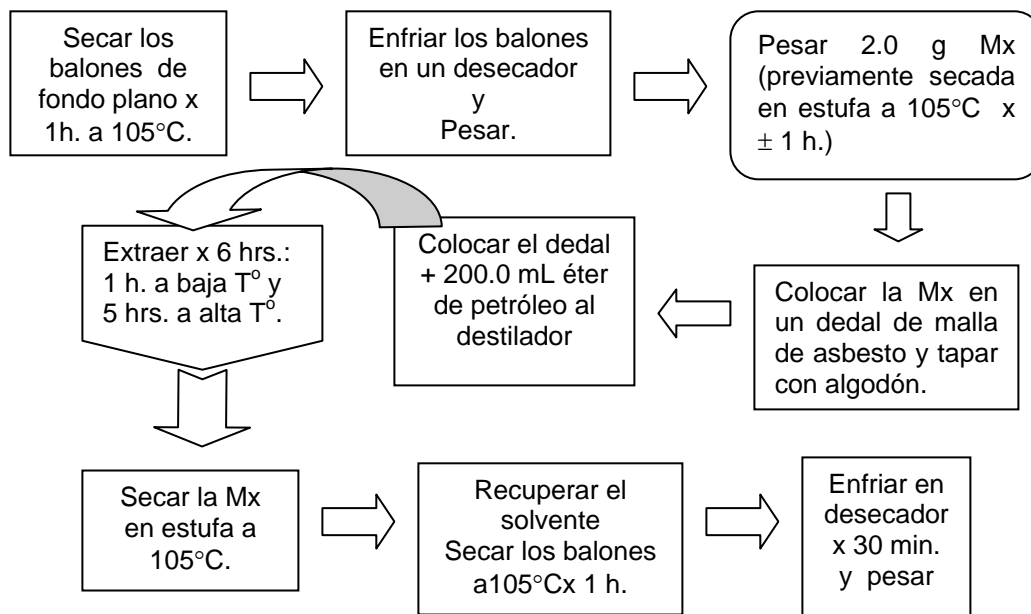 Secar los
balones de
fondo plano x
1h. a 105°C.
Enfriar los balones
en un desecador
y
Pesar.
Pesar 2.0 g Mx
(previamente secada
en estufa a 105°C x
± 1 h.)
Colocar la Mx en
un dedal de malla
de asbesto y tapar
con algodón.
Colocar el dedal
+ 200.0 mL éter
de petróleo al
destilador
Extraer x 6 hrs.:
1 h. a baja T° y
5 hrs. a alta T°.
Secar la Mx
en estufa a
105°C.
Recuperar el
solvente
Secar los balones
a105°Cx 1 h.
Enfriar en
desecador
x 30 min.
y pesar